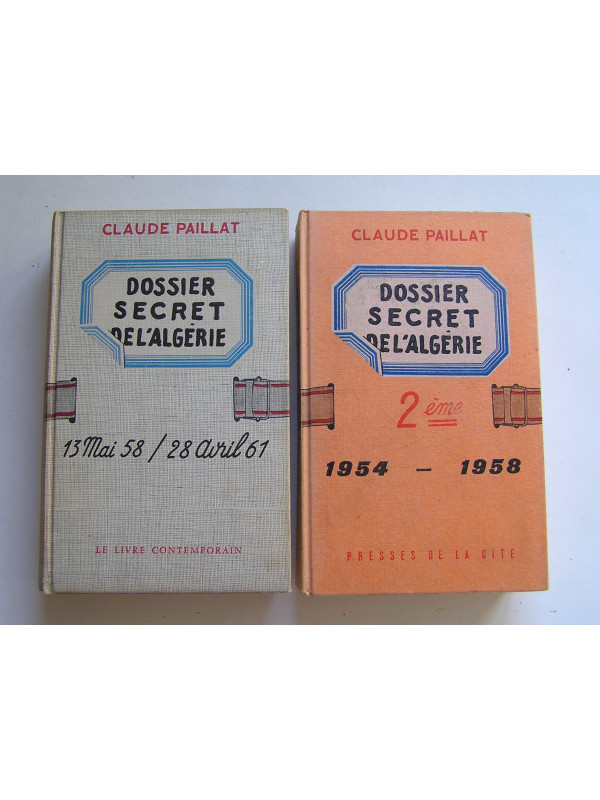 CLAUDE PAILLAT
DOSSIER
SECRET
DE L'ALGÉRIE
13 Mai 58 / 28 Avril 61
LE LIVRE CONTEMPORAIN
CLAUDE PAILLAT
DOSSIER
SECRET
DE L'ALGÉRIE
2ème
1954 - 1958
PRESSES DE LA CITE